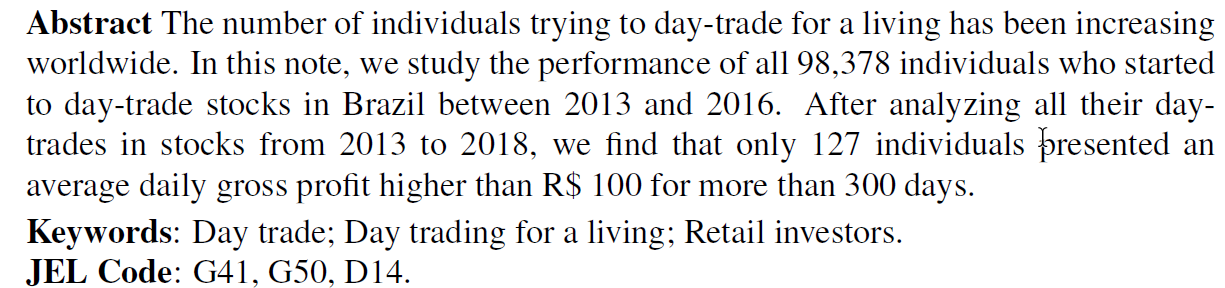 Abstract The number of individuals trying to day-trade for a living has been increasing
worldwide. In this note, we study the performance of all 98,378 individuals who started
to day-trade stocks in Brazil between 2013 and 2016. After analyzing all their day-
trades in stocks from 2013 to 2018, we find that only 127 individuals presented an
average daily gross profit higher than R$ 100 for more than 300 days.
Keywords: Day trade; Day trading for a living; Retail investors.
JEL Code: G41, G50, D14.